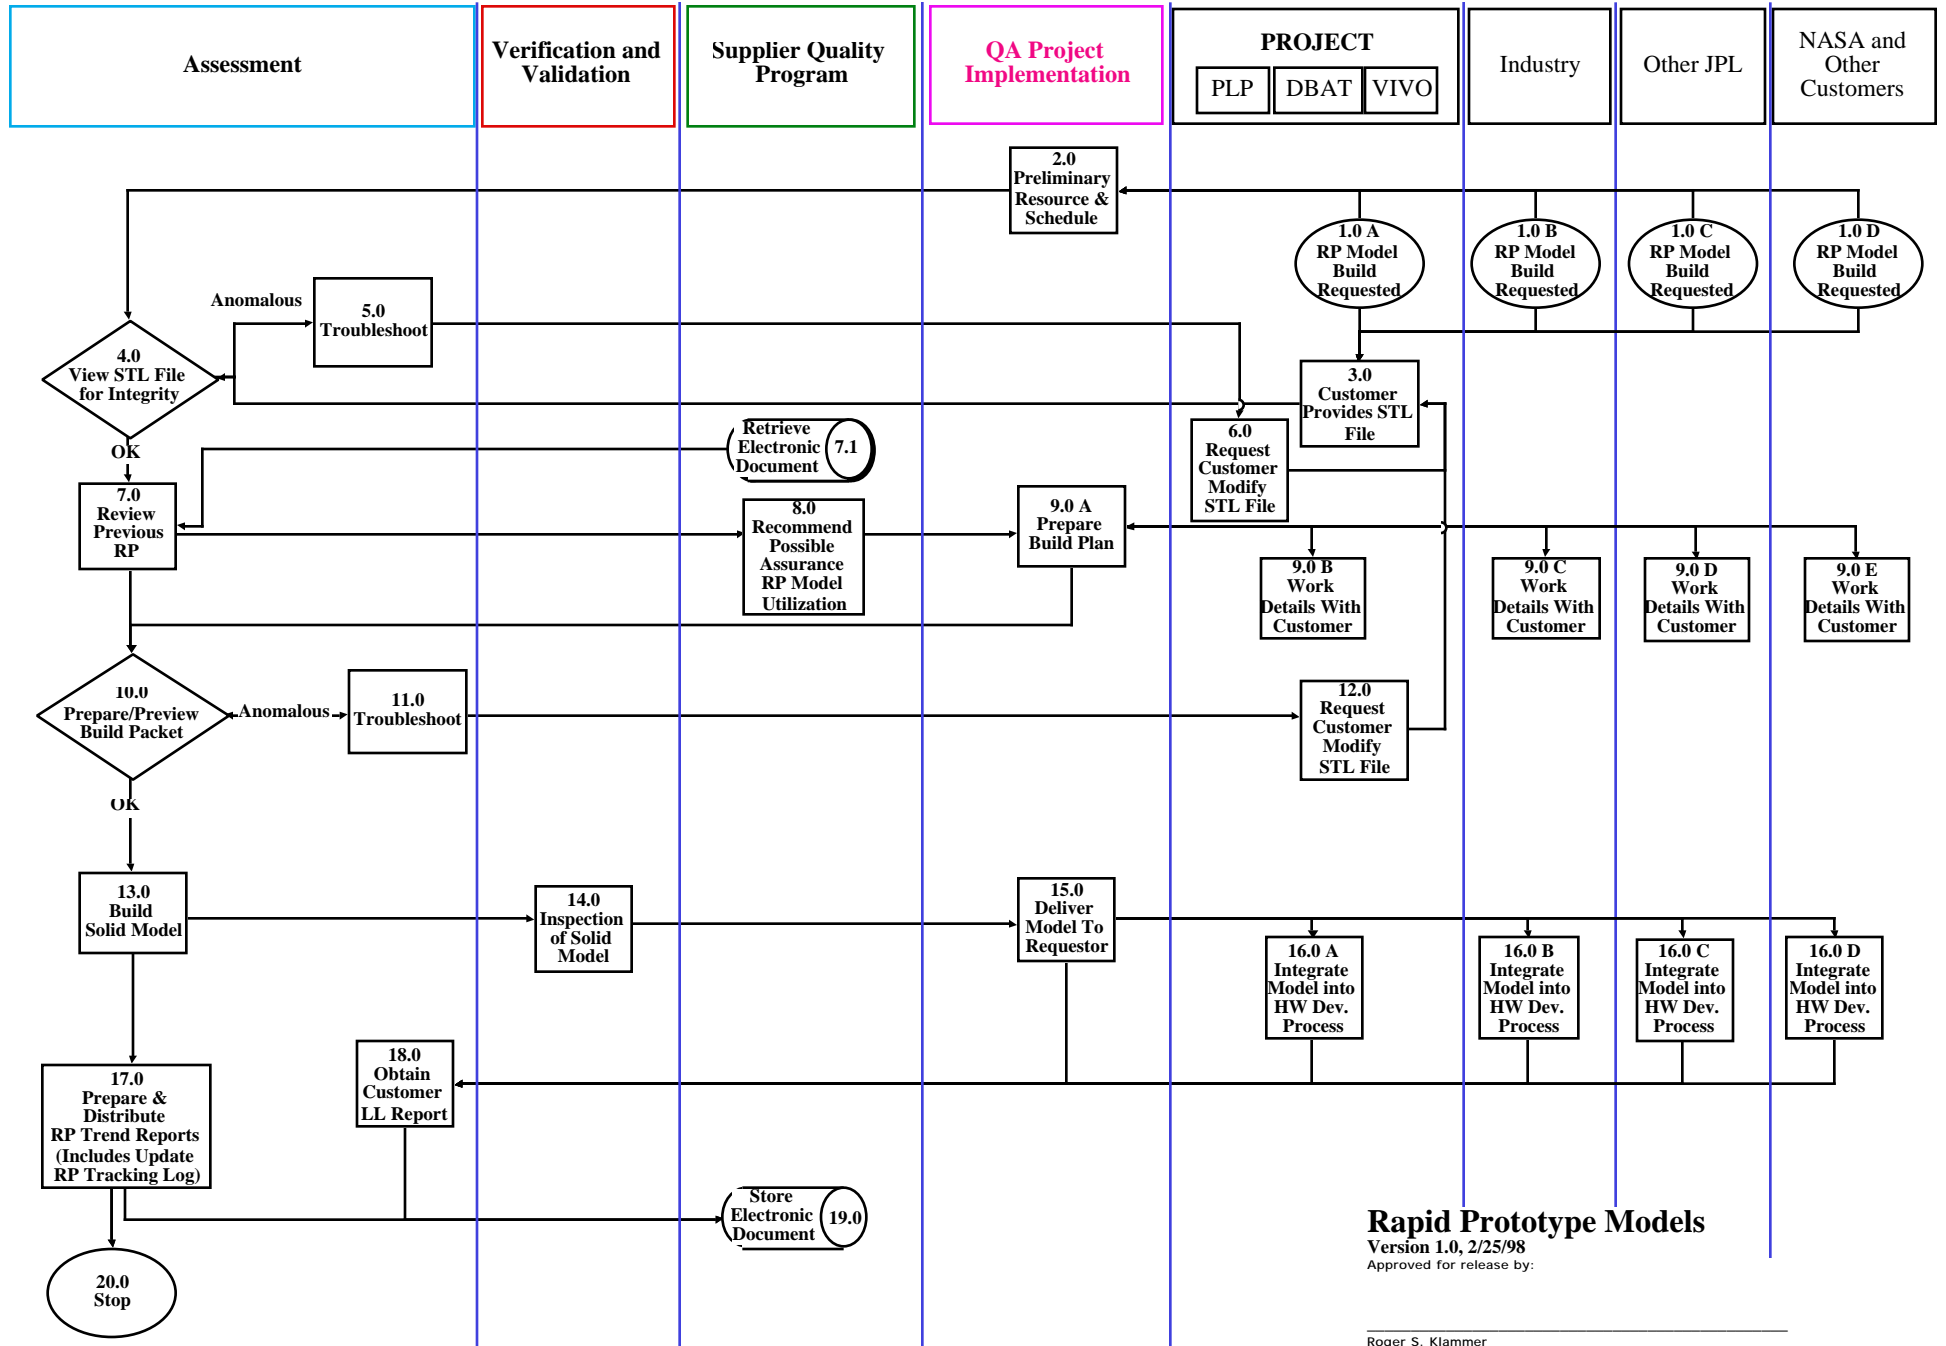 Assessment
Verification and
Validation
Supplier Quality
Program
QA Project
Implementation
PROJECT
PLP
DBAT
VIVO
Industry
Other JPL
NASA and
Other
Customers
2.0
Preliminary
Resource &
Schedule
1.0 A
RP Model
Build
Requested
1.0 B
RP Model
Build
Requested
1.0 C
RP Model
Build
Requested
1.0 D
RP Model
Build
Requested
Anomalous
5.0
Troubleshoot
4.0
View STL File
for Integrity
3.0
Customer
Provides STL
File
OK
Retrieve
Electronic
Document
7.1
6.0
Request
Customer
Modify
STL File
7.0
Review
Previous
RP
8.0
Recommend
Possible
Assurance
RP Model
Utilization
9.0 A
Prepare
Build Plan
9.0 B
Work
Details With
Customer
9.0 C
Work
Details With
Customer
9.0 D
Work
Details With
Customer
9.0 E
Work
Details With
Customer
10.0
Prepare/Preview
Build Packet
Anomalous
11.0
Troubleshoot
12.0
Request
Customer
Modify
STL File
OK
13.0
Build
Solid Model
14.0
Inspection
of Solid
Model
15.0
Deliver
Model To
Requestor
16.0 A
Integrate
Model into
HW Dev.
Process
16.0 B
Integrate
Model into
HW Dev.
Process
16.0 C
Integrate
Model into
HW Dev.
Process
16.0 D
Integrate
Model into
HW Dev.
Process
17.0
Prepare &
Distribute
RP Trend Reports
(Includes Update
RP Tracking Log)
18.0
Obtain
Customer
LL Report
Store
Electronic
Document
19.0
20.0
Stop
Rapid Prototype Models
Version 1.0, 2/25/98
Approved for release by:
Roger S. Klammer